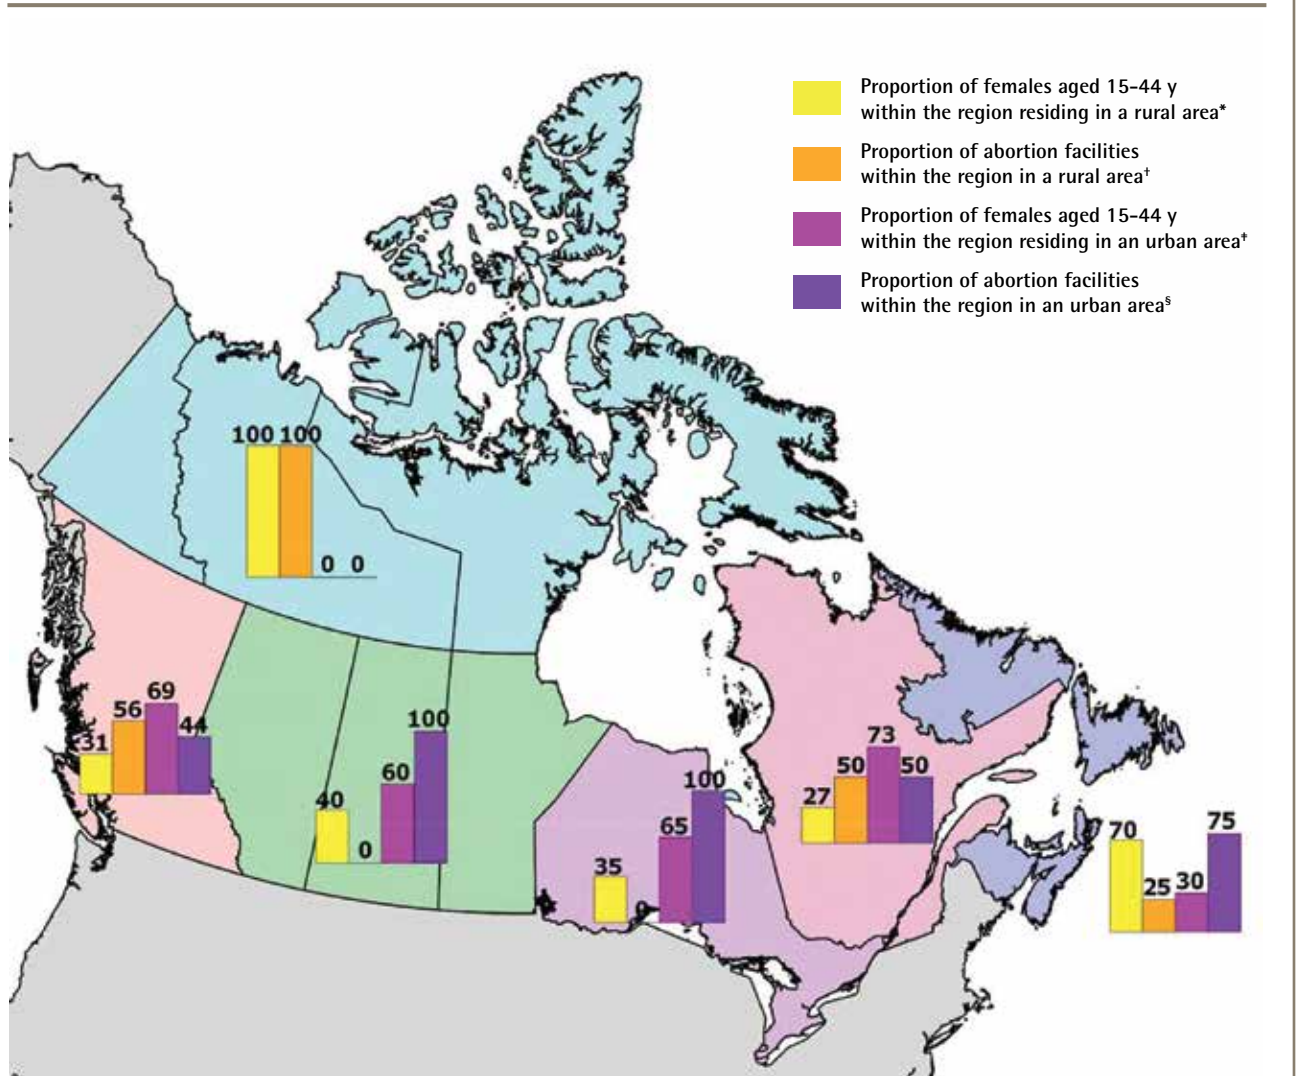 Proportion of females aged 15-44 y
within the region residing in a rural area*
Proportion of abortion facilities
within the region in a rural area†
Proportion of females aged 15-44 y
within the region residing in an urban area‡
Proportion of abortion facilities
within the region in an urban area§
100 100
0 0
31 56 69 44
40 0 60 100
35 0 65 100
27 50 73 50
70 25 30 75